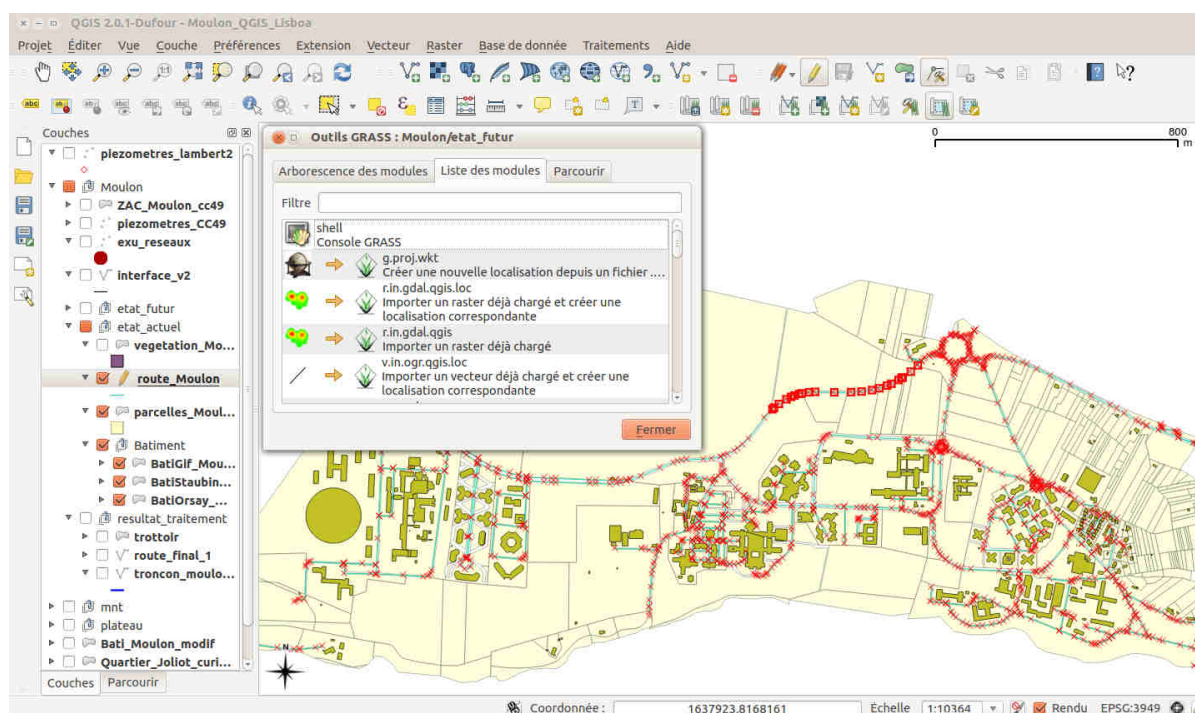 QGIS 2.0.1-Dufour - Moulon_QGIS_Lisboa
Projet Éditer Vue Couche Préférences Extension Vecteur Raster Base de donnée Traitements Aide
Couches
piezometres_lambert2
Moulon
ZAC_Moulon_cc49
piezometres_CC49
exu_reseaux
interface_v2
etat_futur
etat_actuel
vegetation_Mo...
route_Moulon
parcelles_Moul...
Batiment
BatiGif_Mou...
BatiStaubin...
BatiOrsay_...
resultat_traitement
trottoir
route_final_1
troncon_moulo...
mnt
plateau
Bati_Moulon_modif
Quartier_Joliot_curi...
Couches Parcourir
Outils GRASS : Moulon/etat_futur
Arborescence des modules Liste des modules Parcourir
Filtre
shell
Console GRASS
g.proj.wkt
Créer une nouvelle localisation depuis un fichier ....
r.in.gdal.qgis.loc
Importer un raster déjà chargé et créer une
localisation correspondante
r.in.gdal.qgis
Importer un raster déjà chargé
v.in.ogr.qgis.loc
Importer un vecteur déjà chargé et créer une
localisation correspondante
Fermer
0 800
m
N
Coordonnée : 1637923.8168161 Échelle 1:10364 Rendu EPSG:3949